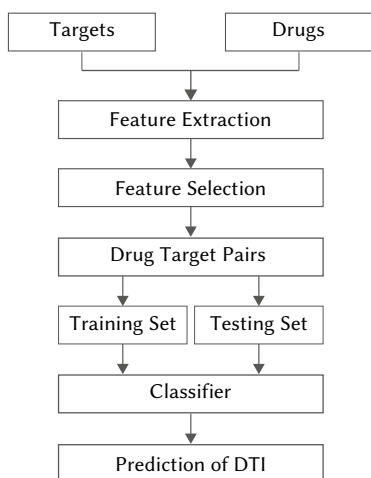 Targets
Drugs
Feature Extraction
Feature Selection
Drug Target Pairs
Training Set
Testing Set
Classifier
Prediction of DTI